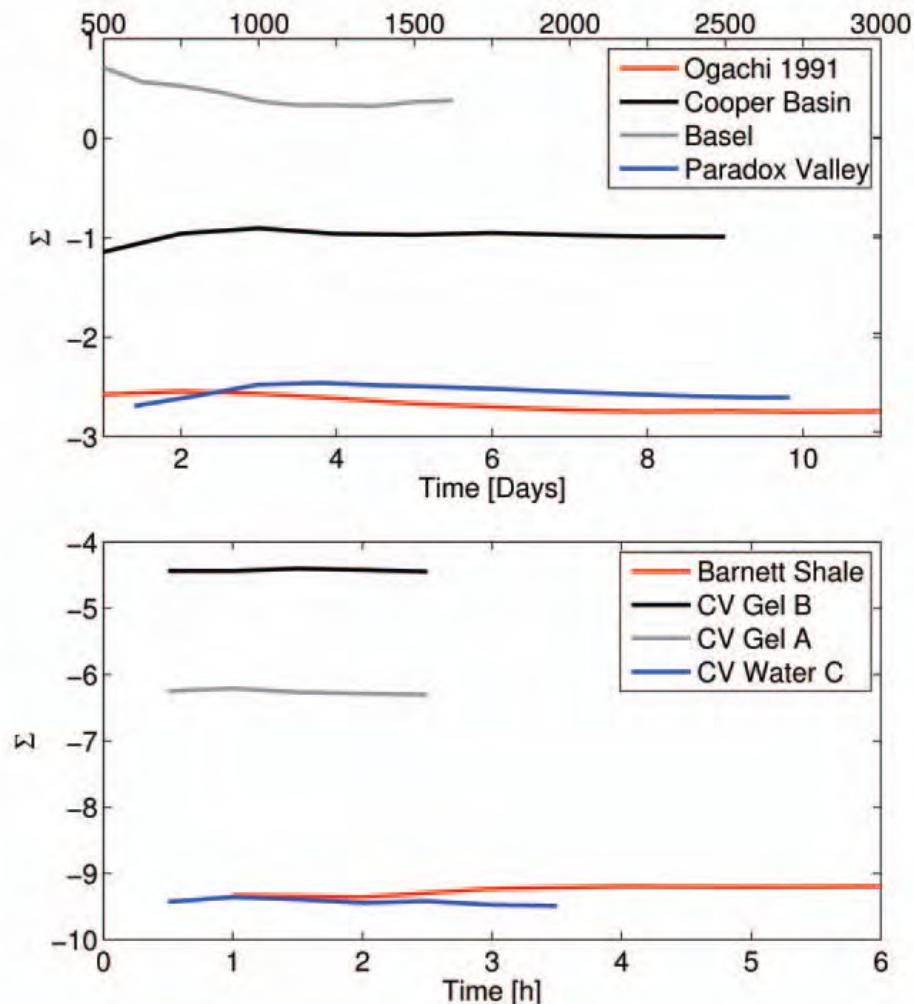 500 1000 1500 2000 2500 3000
1
0
−1
−2
−3
Σ
Ogachi 1991
Cooper Basin
Basel
Paradox Valley
2 4 6 8 10
Time [Days]
−4
−5
−6
−7
−8
−9
−10
Σ
Barnett Shale
CV Gel B
CV Gel A
CV Water C
0 1 2 3 4 5 6
Time [h]